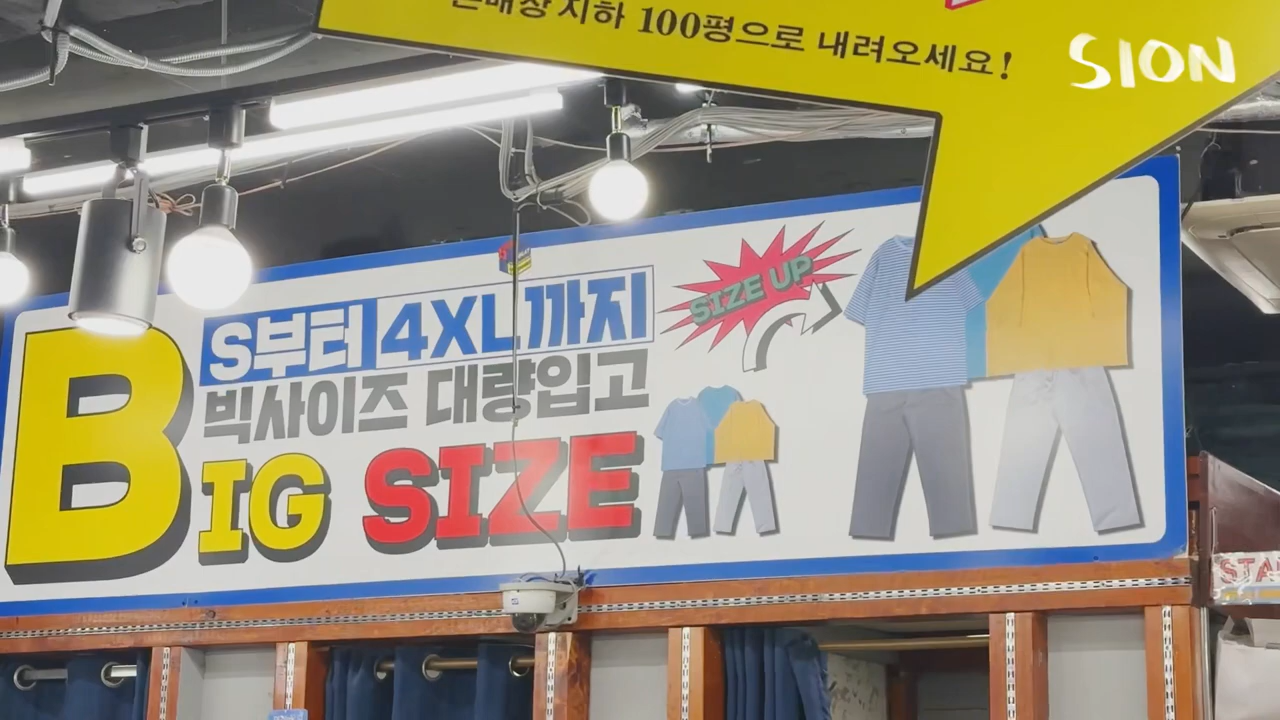 지하 100평으로 내려오세요!
SION
S부터 4XL까지
빅사이즈 대량입고
BIG SIZE
SIZE UP
STA